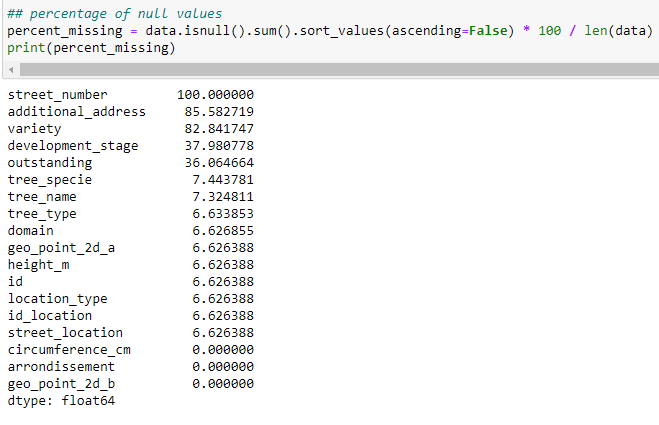 ## percentage of null values
percent_missing = data.isnull().sum().sort_values(ascending=False) * 100 / len(data)
print(percent_missing)
street_number 100.000000
additional_address 85.582719
variety 82.841747
development_stage 37.980778
outstanding 36.064664
tree_specie 7.443781
tree_name 7.324811
tree_type 6.633853
domain 6.626855
geo_point_2d_a 6.626388
height_m 6.626388
id 6.626388
location_type 6.626388
id_location 6.626388
street_location 6.626388
circumference_cm 0.000000
arrondissement 0.000000
geo_point_2d_b 0.000000
dtype: float64